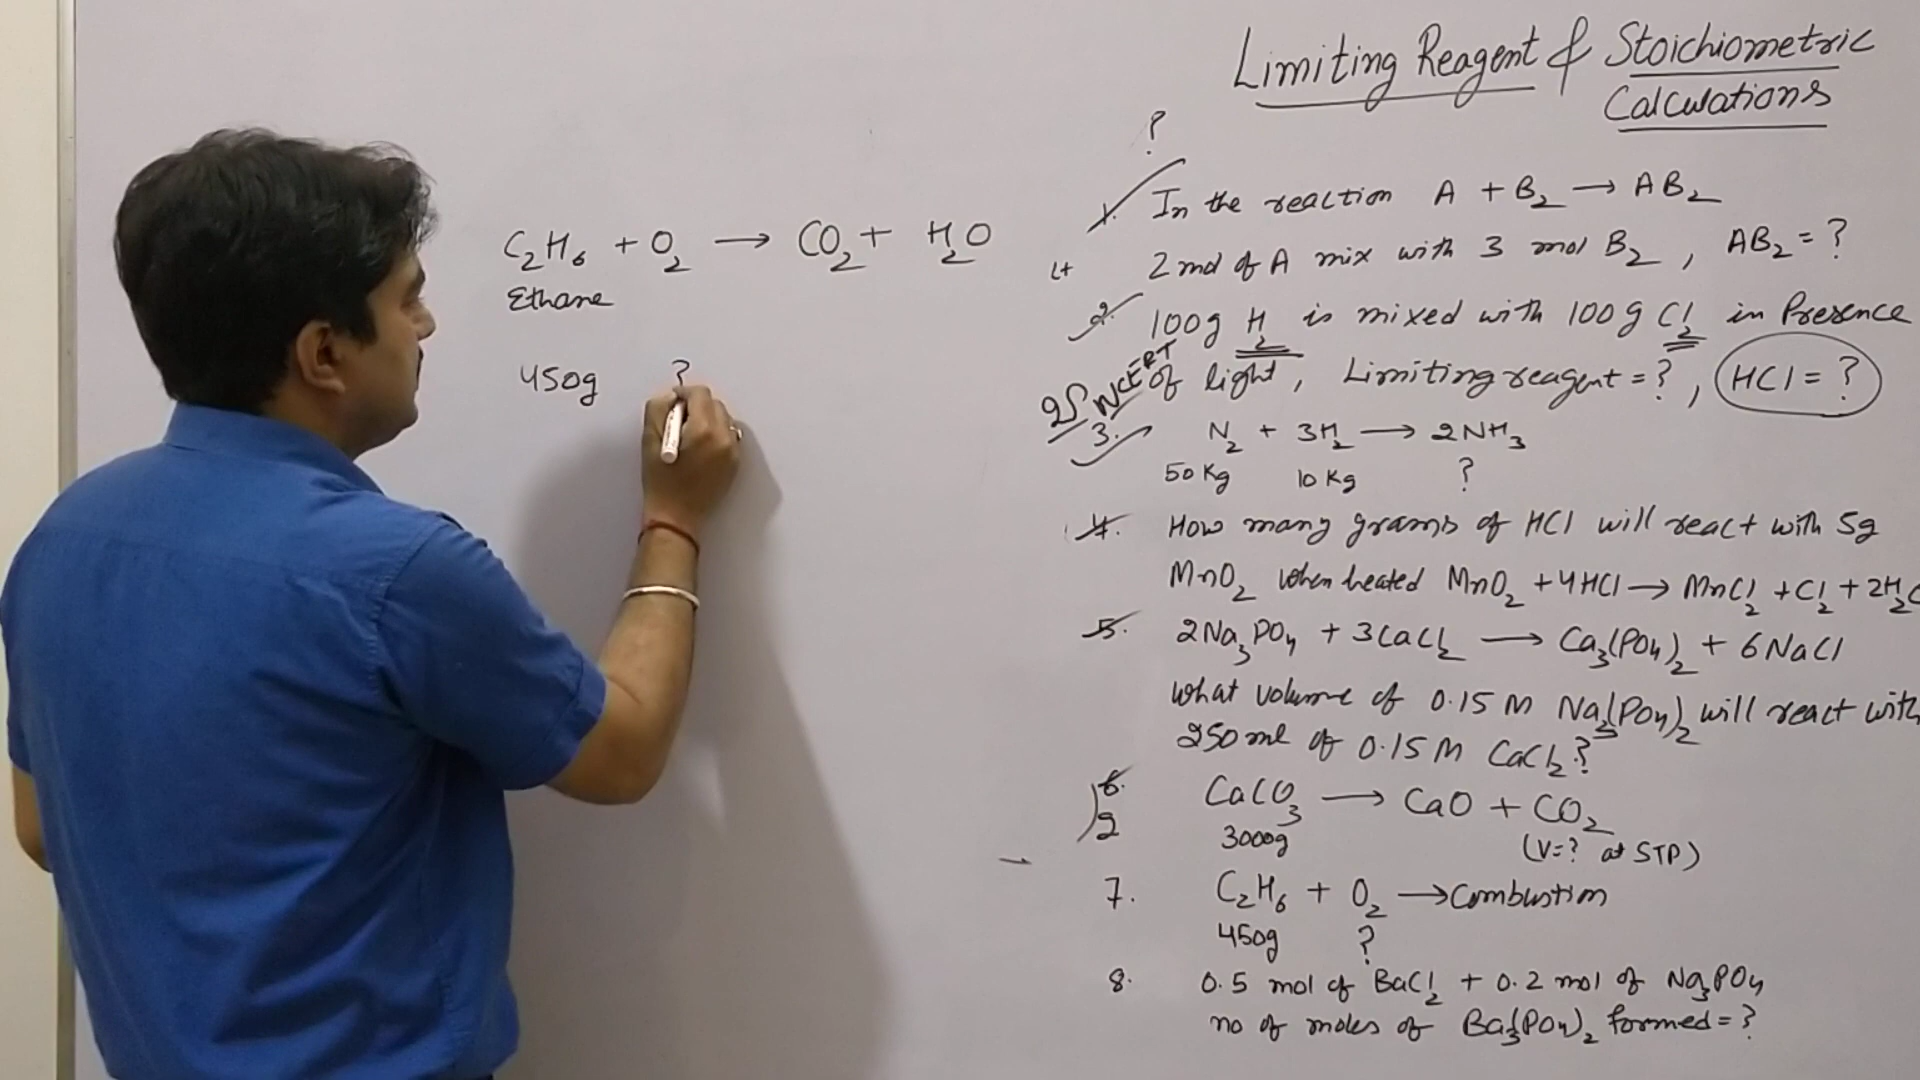 Limiting Reagent & Stoichiometric
Calculations
?
1. In the reaction A + B₂ → AB₂
2 mol of A mix with 3 mol B₂, AB₂ = ?
2. 100g H₂ is mixed with 100g Cl₂ in Presence
of light, Limiting reagent = ?, HCl = ?
NCERT
3. N₂ + 3H₂ → 2NH₃
50 Kg 10 Kg ?
4. How many grams of HCl will react with 5g
MnO₂ when heated MnO₂ + 4HCl → MnCl₂ + Cl₂ + 2H₂O
5. 2Na₃PO₄ + 3CaCl₂ → Ca₃(PO₄)₂ + 6NaCl
What volume of 0.15 M Na₃(PO₄)₂ will react with
250 ml of 0.15 M CaCl₂?
6. CaCO₃ → CaO + CO₂
3000g (V=? at STP)
7. C₂H₆ + O₂ → Combustion
450g ?
8. 0.5 mol of BaCl₂ + 0.2 mol of Na₃PO₄
no of moles of Ba₃(PO₄)₂ formed = ?
C₂H₆ + O₂ → CO₂ + H₂O
Ethane
450g ?